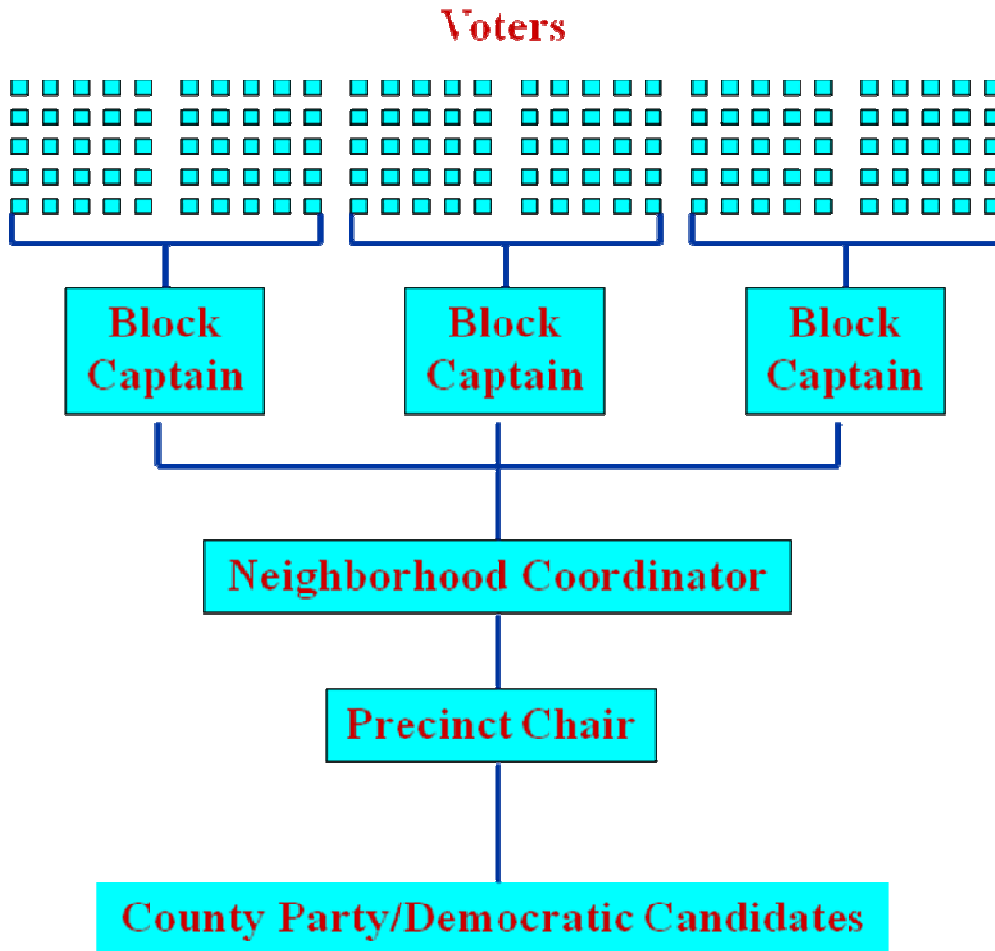 Voters
Block
Captain
Block
Captain
Block
Captain
Neighborhood Coordinator
Precinct Chair
County Party/Democratic Candidates